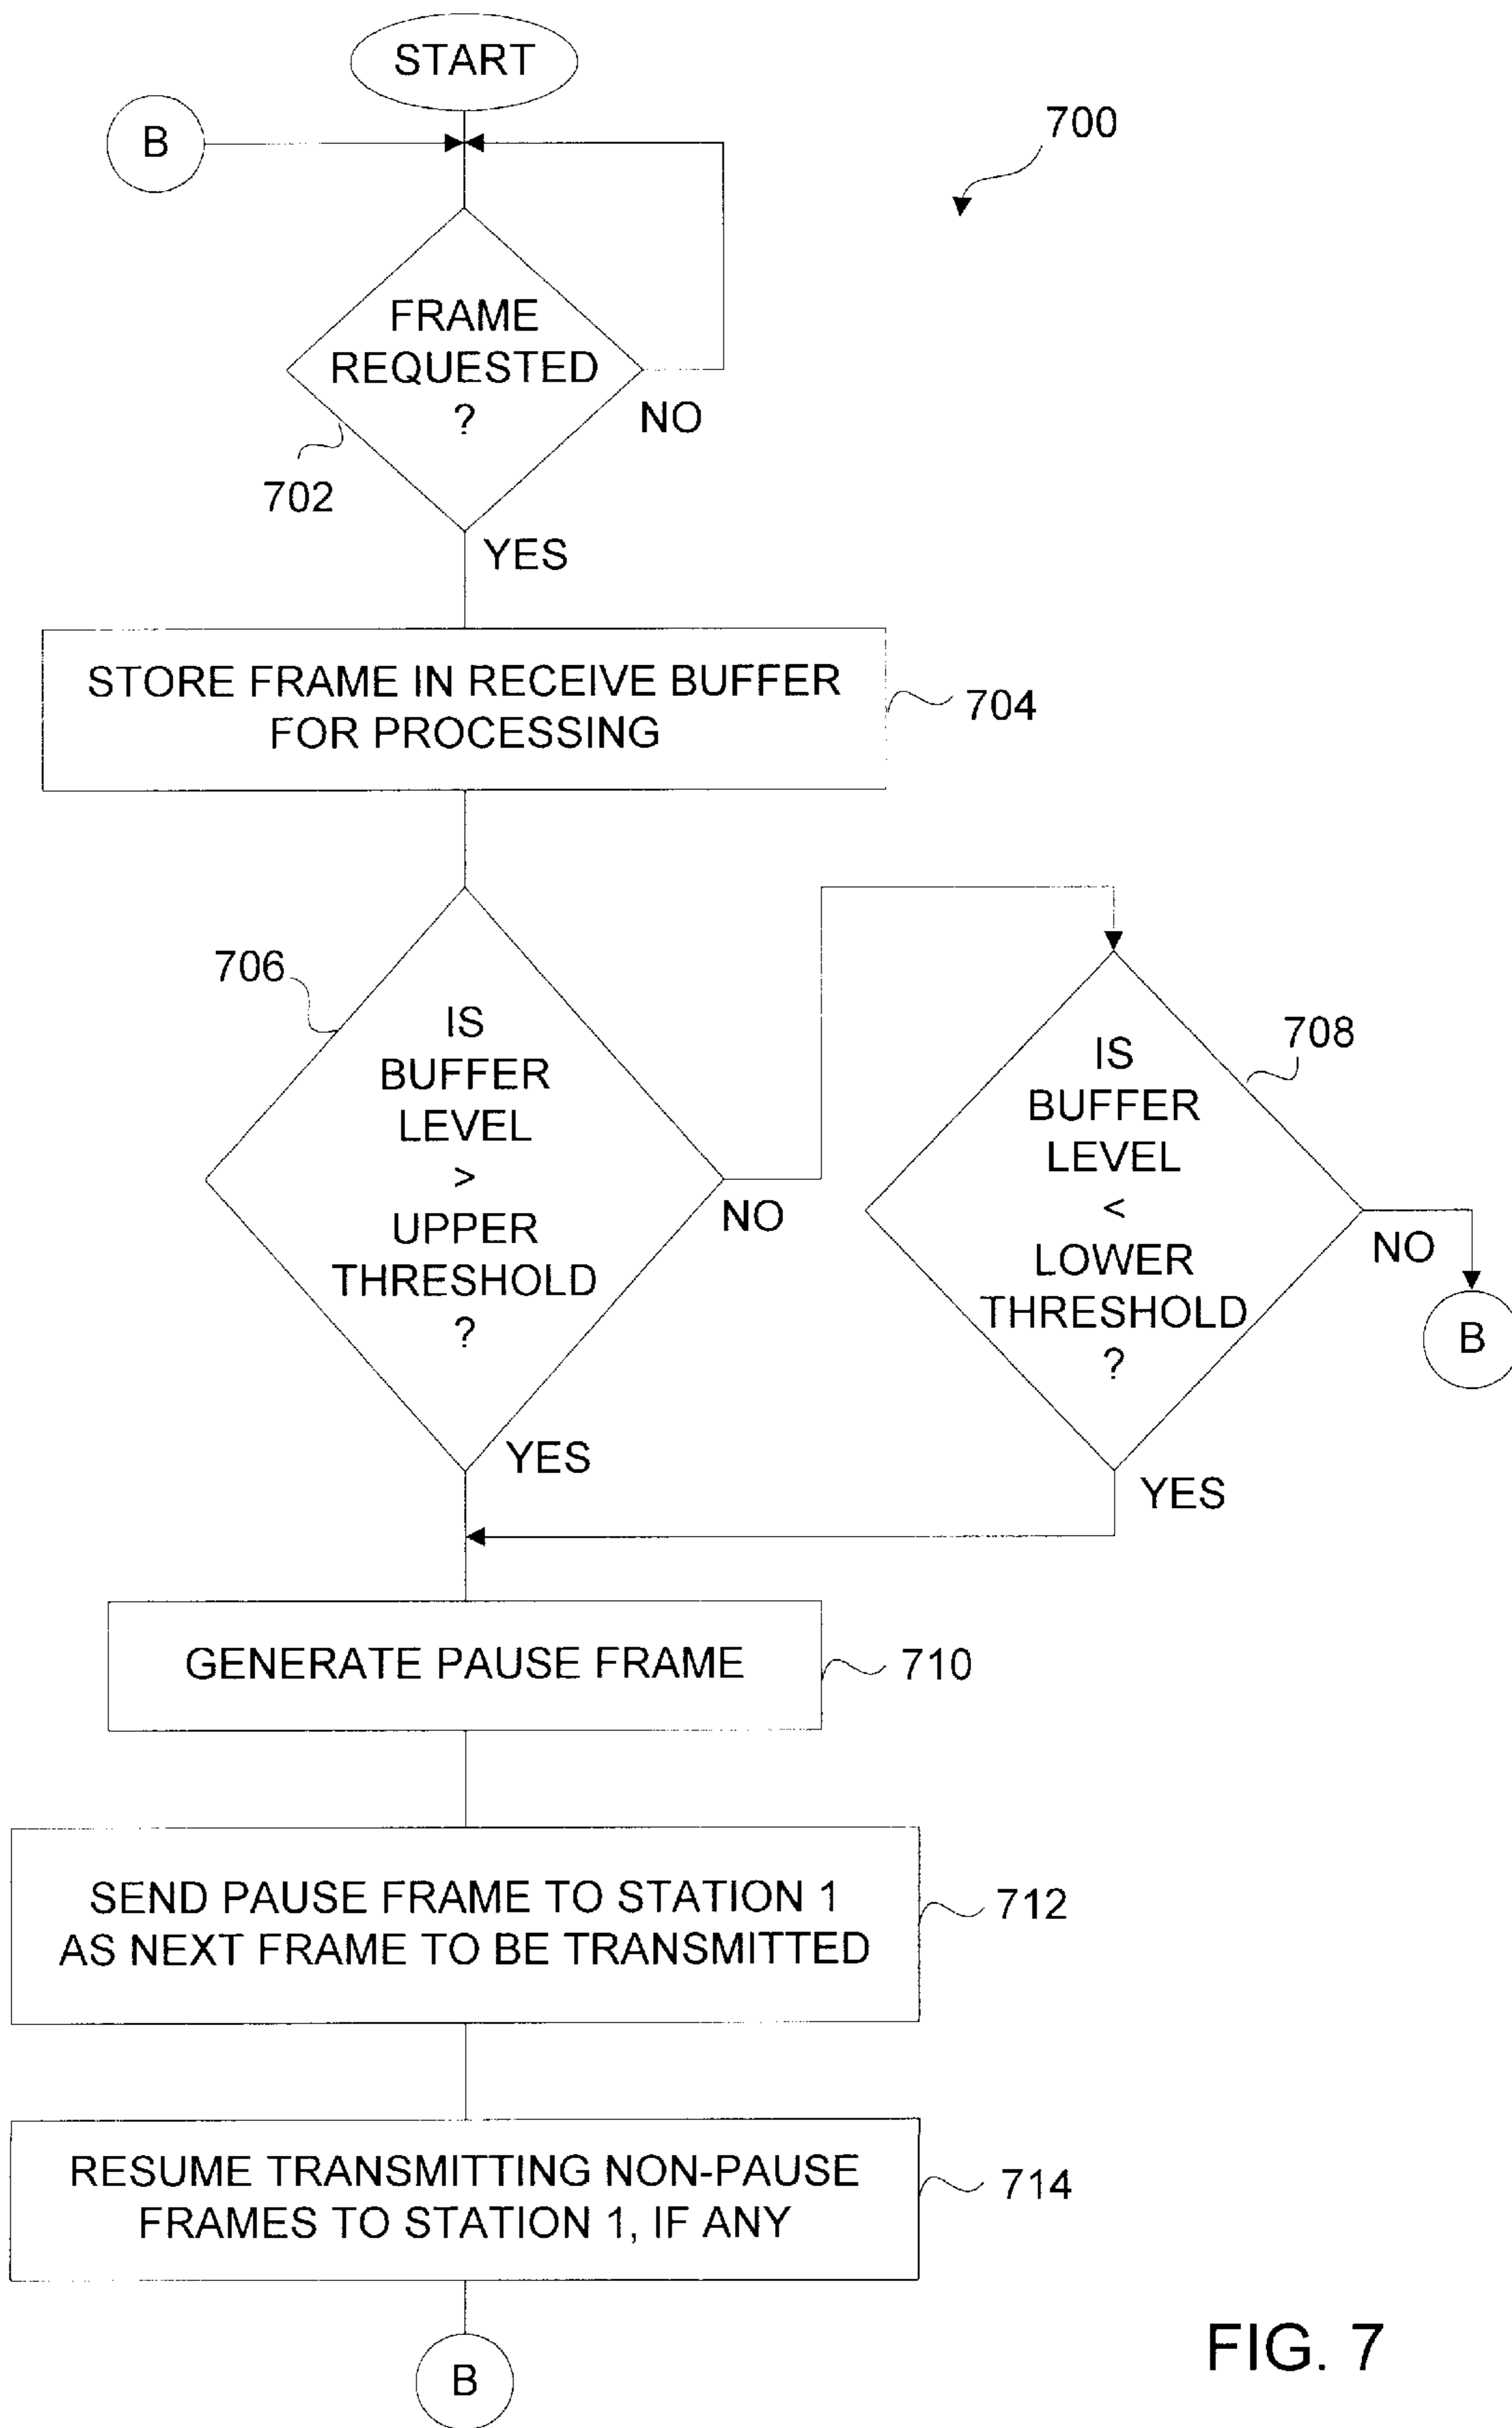 START
B
700
FRAME
REQUESTED
?
NO
702
YES
STORE FRAME IN RECEIVE BUFFER
FOR PROCESSING
704
706
IS
BUFFER
LEVEL
>
UPPER
THRESHOLD
?
NO
YES
708
IS
BUFFER
LEVEL
<
LOWER
THRESHOLD
?
NO
B
YES
GENERATE PAUSE FRAME
710
SEND PAUSE FRAME TO STATION 1
AS NEXT FRAME TO BE TRANSMITTED
712
RESUME TRANSMITTING NON-PAUSE
FRAMES TO STATION 1, IF ANY
714
B
FIG. 7